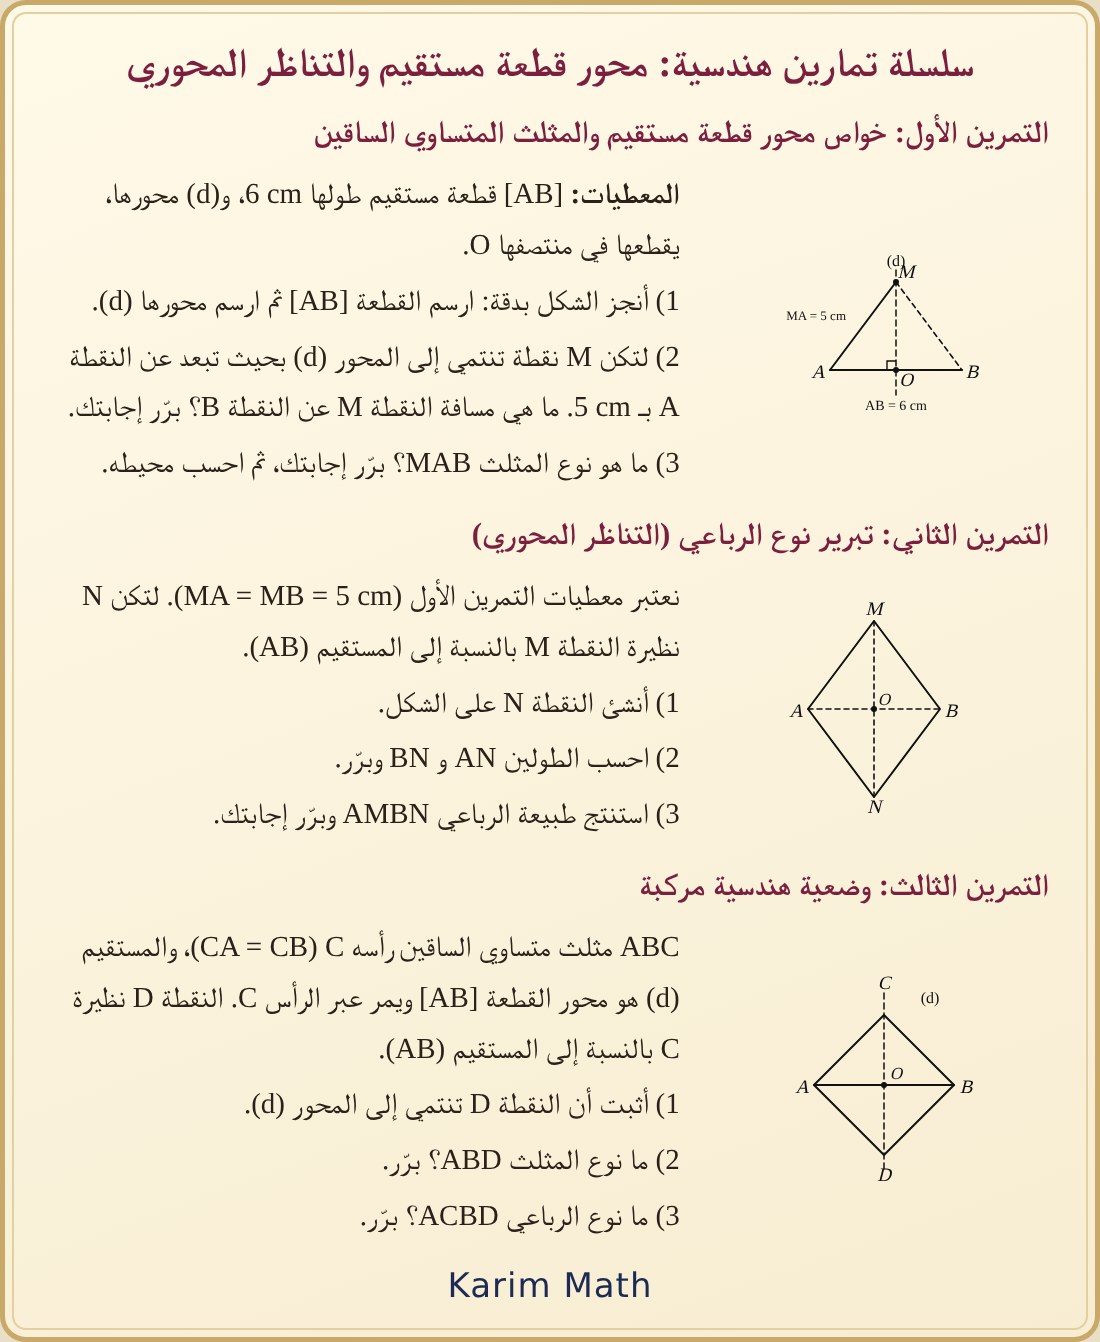 سلسلة تمارين هندسية: محور قطعة مستقيم والتناظر المحوري
التمرين الأول: خواص محور قطعة مستقيم والمثلث المتساوي الساقين
المعطيات: [AB] قطعة مستقيم طولها 6 cm، و(d) محورها،
يقطعها في منتصفها O.
1) أنجز الشكل بدقة: ارسم القطعة [AB] ثم ارسم محورها (d).
2) لتكن M نقطة تنتمي إلى المحور (d) بحيث تبعد عن النقطة
A بـ 5 cm. ما هي مسافة النقطة M عن النقطة B؟ برّر إجابتك.
3) ما هو نوع المثلث MAB؟ برّر إجابتك، ثم احسب محيطه.
(d)
M
MA = 5 cm
A
O
B
AB = 6 cm
التمرين الثاني: تبرير نوع الرباعي (التناظر المحوري)
نعتبر معطيات التمرين الأول (MA = MB = 5 cm). لتكن N
نظيرة النقطة M بالنسبة إلى المستقيم (AB).
1) أنشئ النقطة N على الشكل.
2) احسب الطولين AN و BN وبرّر.
3) استنتج طبيعة الرباعي AMBN وبرّر إجابتك.
M
A
O
B
N
التمرين الثالث: وضعية هندسية مركبة
ABC مثلث متساوي الساقين رأسه C (CA = CB)، والمستقيم
(d) هو محور القطعة [AB] ويمر عبر الرأس C. النقطة D نظيرة
C بالنسبة إلى المستقيم (AB).
1) أثبت أن النقطة D تنتمي إلى المحور (d).
2) ما نوع المثلث ABD؟ برّر.
3) ما نوع الرباعي ACBD؟ برّر.
C
(d)
A
O
B
D
Karim Math